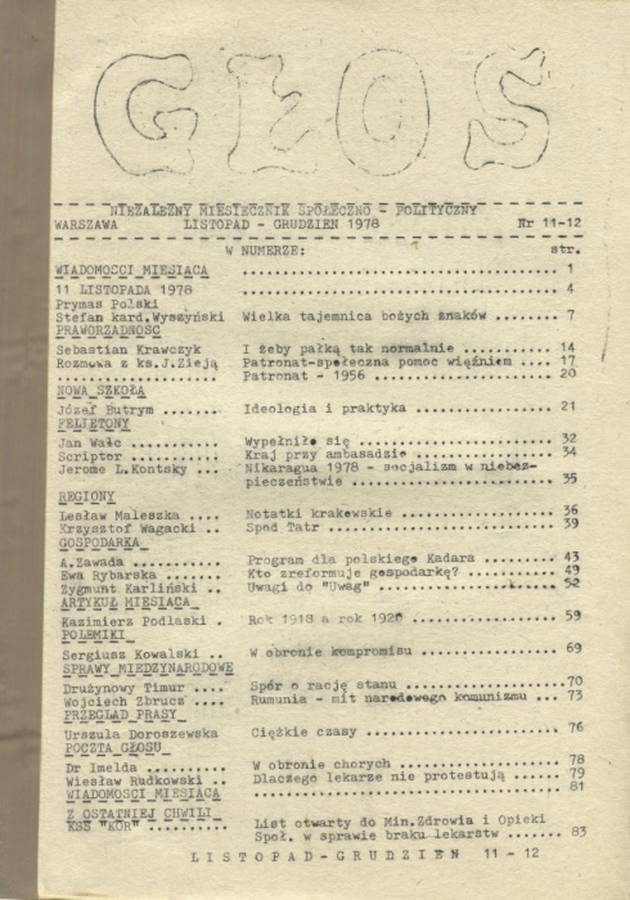 GŁOS
NIEZALEŻNY MIESIĘCZNIK SPOŁECZNO - POLITYCZNY
WARSZAWA LISTOPAD - GRUDZIEŃ 1978 Nr 11-12
W NUMERZE: str.
WIADOMOŚCI MIESIĄCA ................................ 1
11 LISTOPADA 1978 ................................ 4
Prymas Polski
Stefan kard.Wyszyński Wielka tajemnica bożych znaków ........ 7
PRAWORZĄDNOŚĆ
Sebastian Krawczyk I żeby pałką tak normalnie ........... 14
Rozmowa z ks.J.Zieją Patronat-społeczna pomoc więźniom .... 17
.................... Patronat - 1956 .................... 20
NOWA SZKOŁA
Józef Butrym ....... Ideologia i praktyka ................ 21
FELIETONY
Jan Walc ........... Wypełniło się ...................... 32
Scriptor ........... Kraj przy ambasadzie ................ 34
Jerome L.Kontsky ... Nikaragua 1978 - socjalizm w niebez-
pieczeństwie ........................ 35
REGIONY
Lesław Maleszka .... Notatki krakowskie .................. 36
Krzysztof Wagacki .. Spod Tatr ........................... 39
GOSPODARKA
A.Zawada ........... Program dla polskiego Kadara ......... 43
Ewa Rybarska ....... Kto zreformuje gospodarkę? .......... 49
Zygmunt Karliński .. Uwagi do "Uwag" ..................... 52
ARTYKUŁ MIESIĄCA
Kazimierz Podlaski . Rok 1918 a rok 1920 ................. 59
POLEMIKI
Sergiusz Kowalski .. W obronie kompromisu ................ 69
SPRAWY MIĘDZYNARODOWE
Drużynowy Timur .... Spór o rację stanu .................. 70
Wojciech Zbrucz .... Rumunia - mit narodowego komunizmu ... 73
PRZEGLĄD PRASY
Urszula Doroszewska Ciężkie czasy ....................... 76
POCZTA GŁOSU
Dr Imelda .......... W obronie chorych ................... 78
Wiesław Rudkowski .. Dlaczego lekarze nie protestują ...... 79
WIADOMOŚCI MIESIĄCA ................................ 81
Z OSTATNIEJ CHWILI
KSS "KOR" .......... List otwarty do Min.Zdrowia i Opieki
Społ. w sprawie braku lekarstw ....... 83
LISTOPAD-GRUDZIEŃ 11 - 12